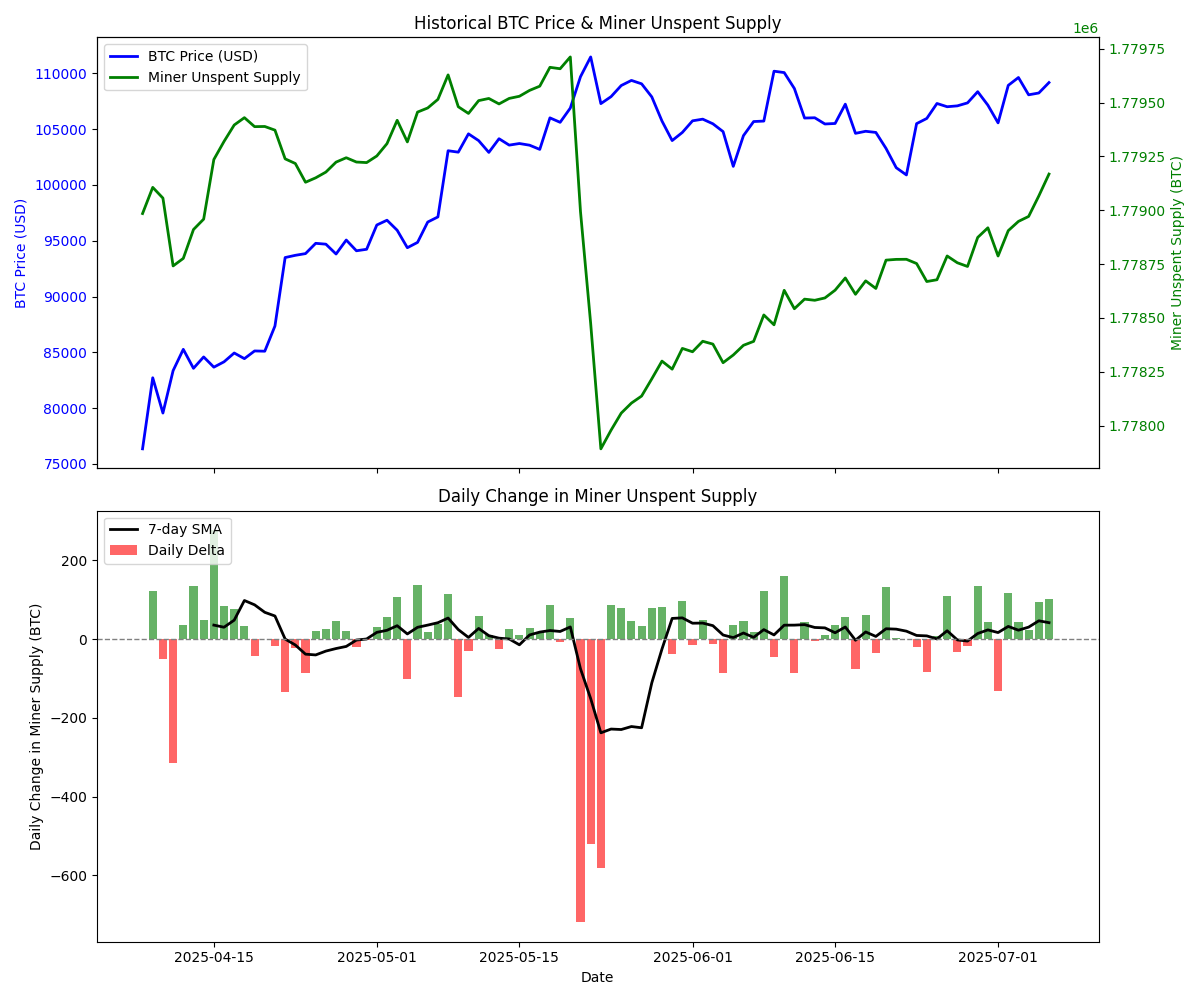 Historical BTC Price & Miner Unspent Supply
1e6
BTC Price (USD)
Miner Unspent Supply
110000
105000
100000
95000
90000
85000
80000
75000
BTC Price (USD)
1.77975
1.77950
1.77925
1.77900
1.77875
1.77850
1.77825
1.77800
Miner Unspent Supply (BTC)
Daily Change in Miner Unspent Supply
7-day SMA
Daily Delta
200
0
−200
−400
−600
Daily Change in Miner Supply (BTC)
2025-04-15 2025-05-01 2025-05-15 2025-06-01 2025-06-15 2025-07-01
Date